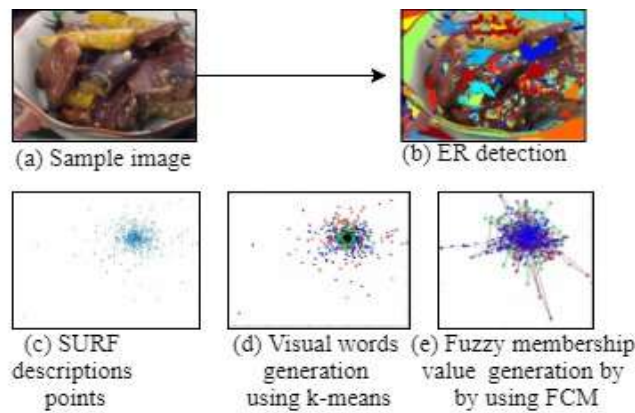 (a) Sample image
(b) ER detection
(c) SURF
descriptions
points
(d) Visual words
generation
using k-means
(e) Fuzzy membership
value generation by
by using FCM